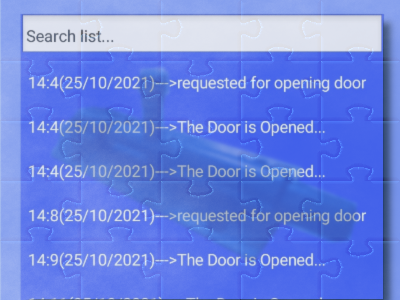 Search list...
14:4(25/10/2021)--->requested for opening door
14:4(25/10/2021)--->The Door is Opened...
14:4(25/10/2021)--->The Door is Opened...
14:8(25/10/2021)--->requested for opening door
14:9(25/10/2021)--->The Door is Opened...